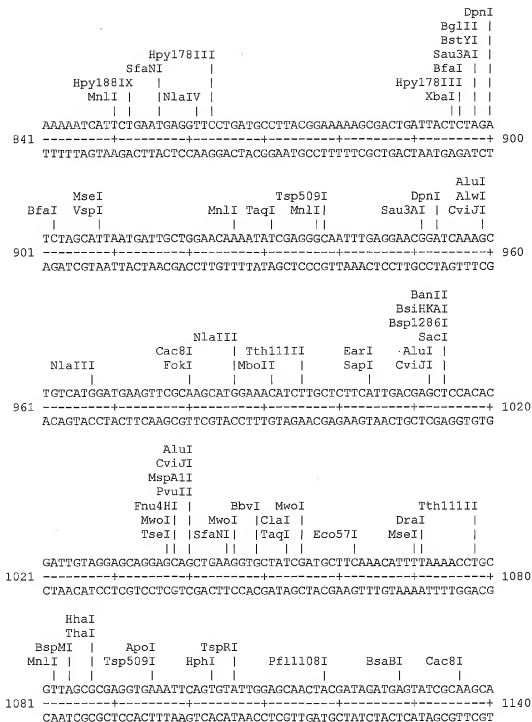 DpnI
BglII
BstYI
Hpy178III Sau3AI
SfaNI BfaI
Hpy188IX Hpy178III
MnlI NlaIV XbaI
AAAAATCATTCTGAATGAGGTTCCTGATGCCTTACGGAAAAAGCGACTGATTACTCTAGA
841 ---------+---------+---------+---------+---------+---------+ 900
TTTTTAGTAAGACTTACTCCAAGGACTACGGAATGCCTTTTTCGCTGACTAATGAGATCT
AluI
MseI Tsp509I DpnI AlwI
BfaI VspI MnlI TaqI MnlI Sau3AI CviJI
TCTAGCATTAATGATTGCTGGAACAAAATATCGAGGGCAATTTGAGGAACGGATCAAAGC
901 ---------+---------+---------+---------+---------+---------+ 960
AGATCGTAATTACTAACGACCTTGTTTTATAGCTCCCGTTAAACTCCTTGCCTAGTTTCG
BanII
BsiHKAI
Bsp1286I
NlaIII SacI
Cac8I Tth111II EarI AluI
NlaIII FokI MboII SapI CviJI
TGTCATGGATGAAGTTCGCAAGCATGGAAACATCTTGCTCTTCATTGACGAGCTCCACAC
961 ---------+---------+---------+---------+---------+---------+ 1020
ACAGTACCTACTTCAAGCGTTCGTACCTTTGTAGAACGAGAAGTAACTGCTCGAGGTGTG
AluI
CviJI
MspA1I
PvuII
Fnu4HI BbvI MwoI Tth111II
MwoI MwoI ClaI DraI
TseI SfaNI TaqI Eco57I MseI
GATTGTAGGAGCAGGAGCAGCTGAAGGTGCTATCGATGCTTCAAACATTTTAAAACCTGC
1021 ---------+---------+---------+---------+---------+---------+ 1080
CTAACATCCTCGTCCTCGTCGACTTCCACGATAGCTACGAAGTTTGTAAAATTTTGGACG
HhaI
ThaI
BspMI ApoI TspRI
MnlI Tsp509I HphI Pfl1108I BsaBI Cac8I
GTTAGCGCGAGGTGAAATTCAGTGTATTGGAGCAACTACGATAGATGAGTATCGCAAGCA
1081 ---------+---------+---------+---------+---------+---------+ 1140
CAATCGCGCTCCACTTTAAGTCACATAACCTCGTTGATGCTATCTACTCATAGCGTTCGT